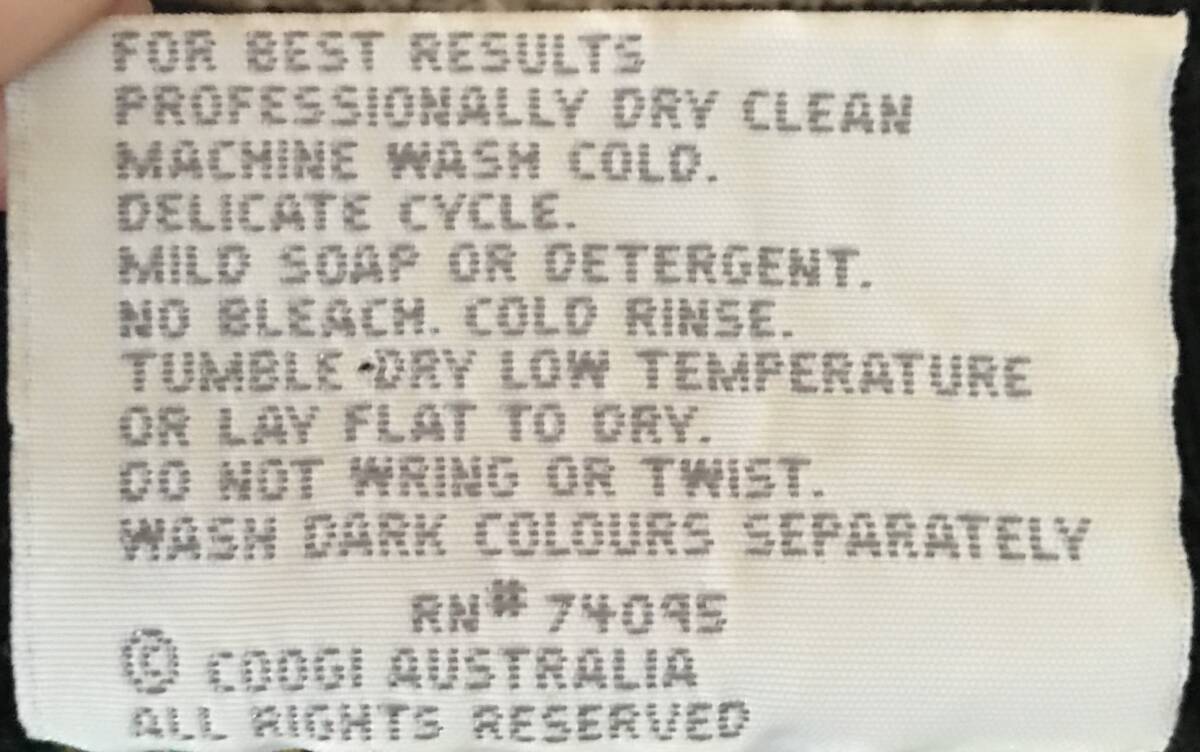 FOR BEST RESULTS
PROFESSIONALLY DRY CLEAN
MACHINE WASH COLD.
DELICATE CYCLE.
MILD SOAP OR DETERGENT.
NO BLEACH. COLD RINSE.
TUMBLE DRY LOW TEMPERATURE
OR LAY FLAT TO DRY.
DO NOT WRING OR TWIST.
WASH DARK COLOURS SEPARATELY
RN# 74095
© COOGI AUSTRALIA
ALL RIGHTS RESERVED